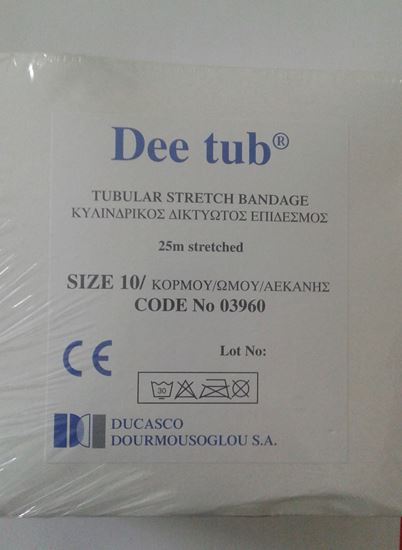 Dee tub®
TUBULAR STRETCH BANDAGE
ΚΥΛΙΝΔΡΙΚΟΣ ΔΙΚΤΥΩΤΟΣ ΕΠΙΔΕΣΜΟΣ
25m stretched
SIZE 10/ ΚΟΡΜΟΥ/ΩΜΟΥ/ΛΕΚΑΝΗΣ
CODE No 03960
CE
Lot No:
30
DUCASCO
DOURMOUSOGLOU S.A.